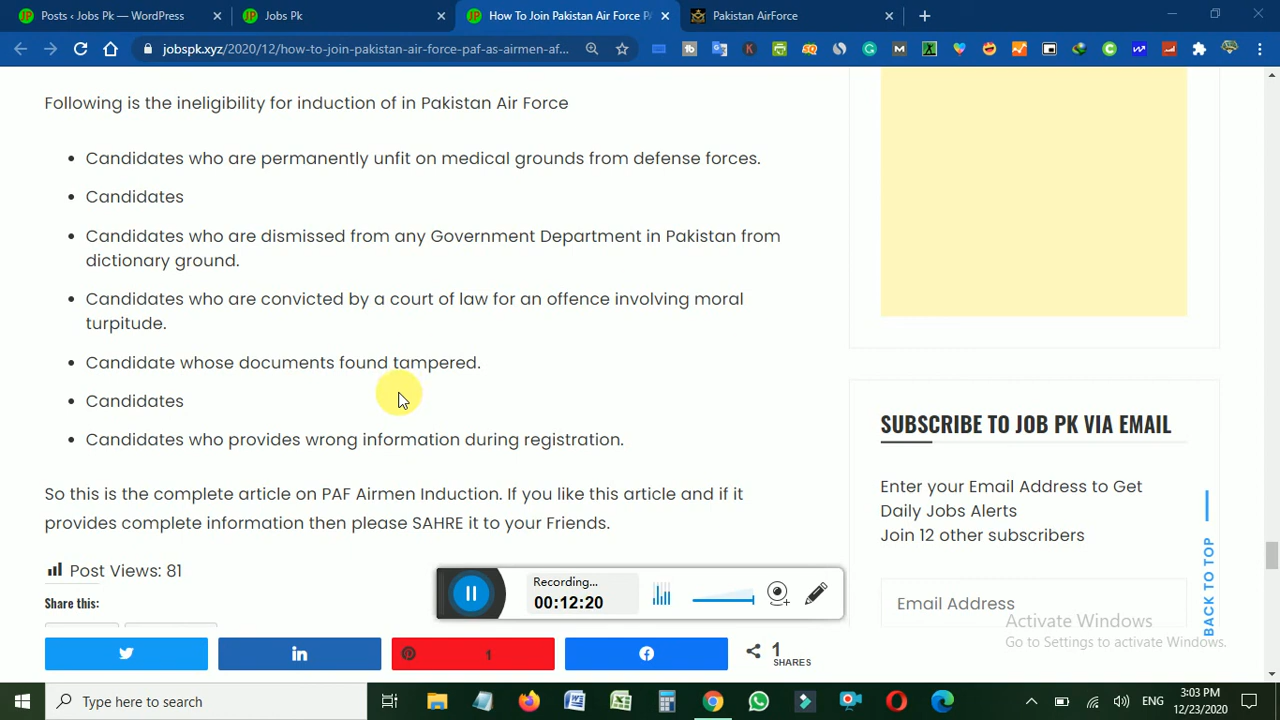 Posts ‹ Jobs Pk — WordPress
Jobs Pk
How To Join Pakistan Air Force PA
Pakistan AirForce
jobspk.xyz/2020/12/how-to-join-pakistan-air-force-paf-as-airmen-af...
Following is the ineligibility for induction of in Pakistan Air Force
• Candidates who are permanently unfit on medical grounds from defense forces.
• Candidates
• Candidates who are dismissed from any Government Department in Pakistan from
dictionary ground.
• Candidates who are convicted by a court of law for an offence involving moral
turpitude.
• Candidate whose documents found tampered.
• Candidates
• Candidates who provides wrong information during registration.
So this is the complete article on PAF Airmen Induction. If you like this article and if it
provides complete information then please SAHRE it to your Friends.
Post Views: 81
Share this:
SUBSCRIBE TO JOB PK VIA EMAIL
Enter your Email Address to Get
Daily Jobs Alerts
Join 12 other subscribers
Email Address
BACK TO TOP
Activate Windows
Go to Settings to activate Windows.
Recording...
00:12:20
1
1
SHARES
Type here to search
ENG
3:03 PM
12/23/2020